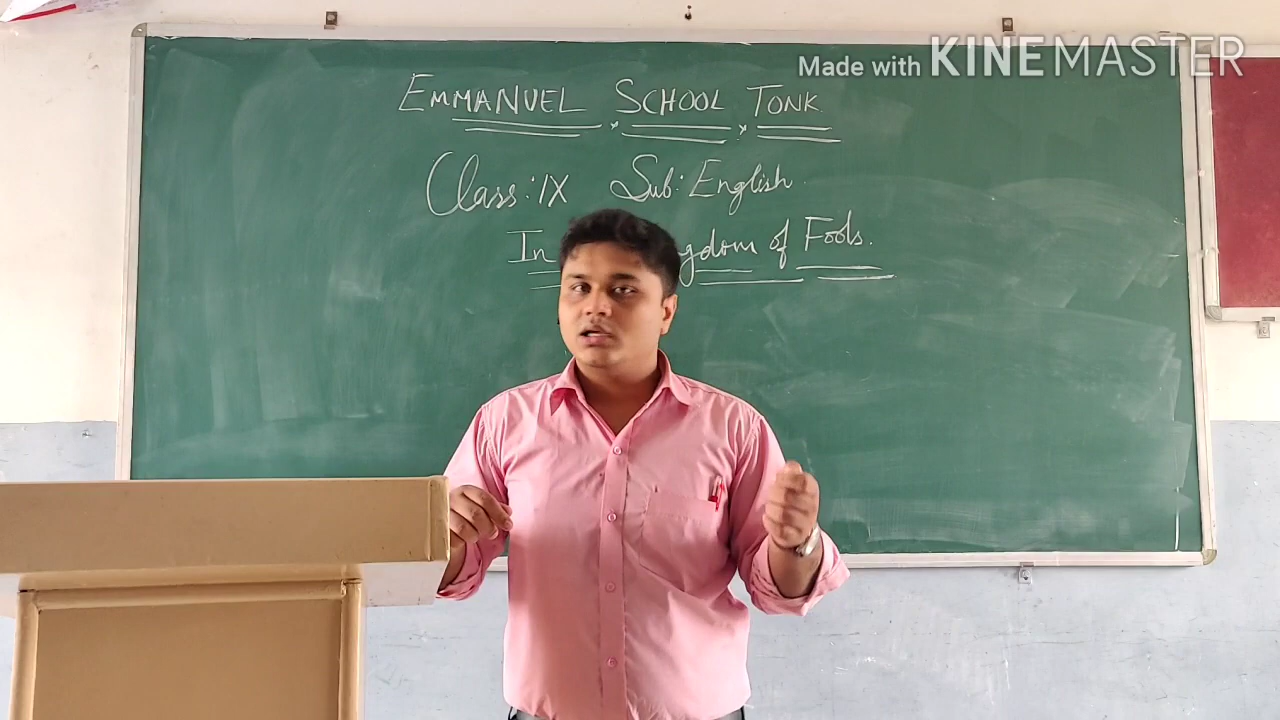 Made with KINEMASTER
EMMANUEL SCHOOL TONK
Class: IX Sub: English
In gdom of Fools.